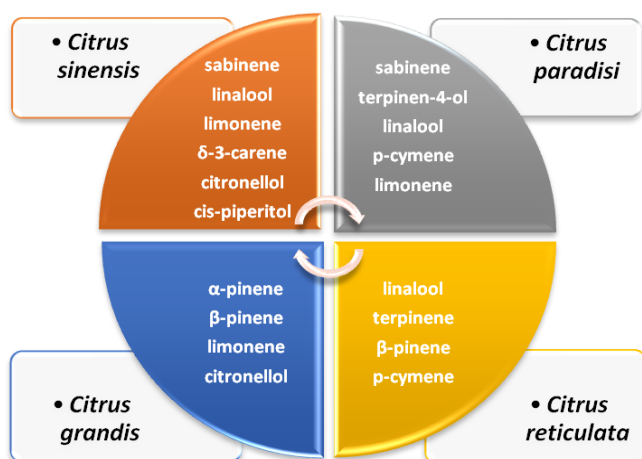 • Citrus
sinensis
sabinene
linalool
limonene
δ-3-carene
citronellol
cis-piperitol
sabinene
terpinen-4-ol
linalool
p-cymene
limonene
• Citrus
paradisi
α-pinene
β-pinene
limonene
citronellol
• Citrus
grandis
linalool
terpinene
β-pinene
p-cymene
• Citrus
reticulata